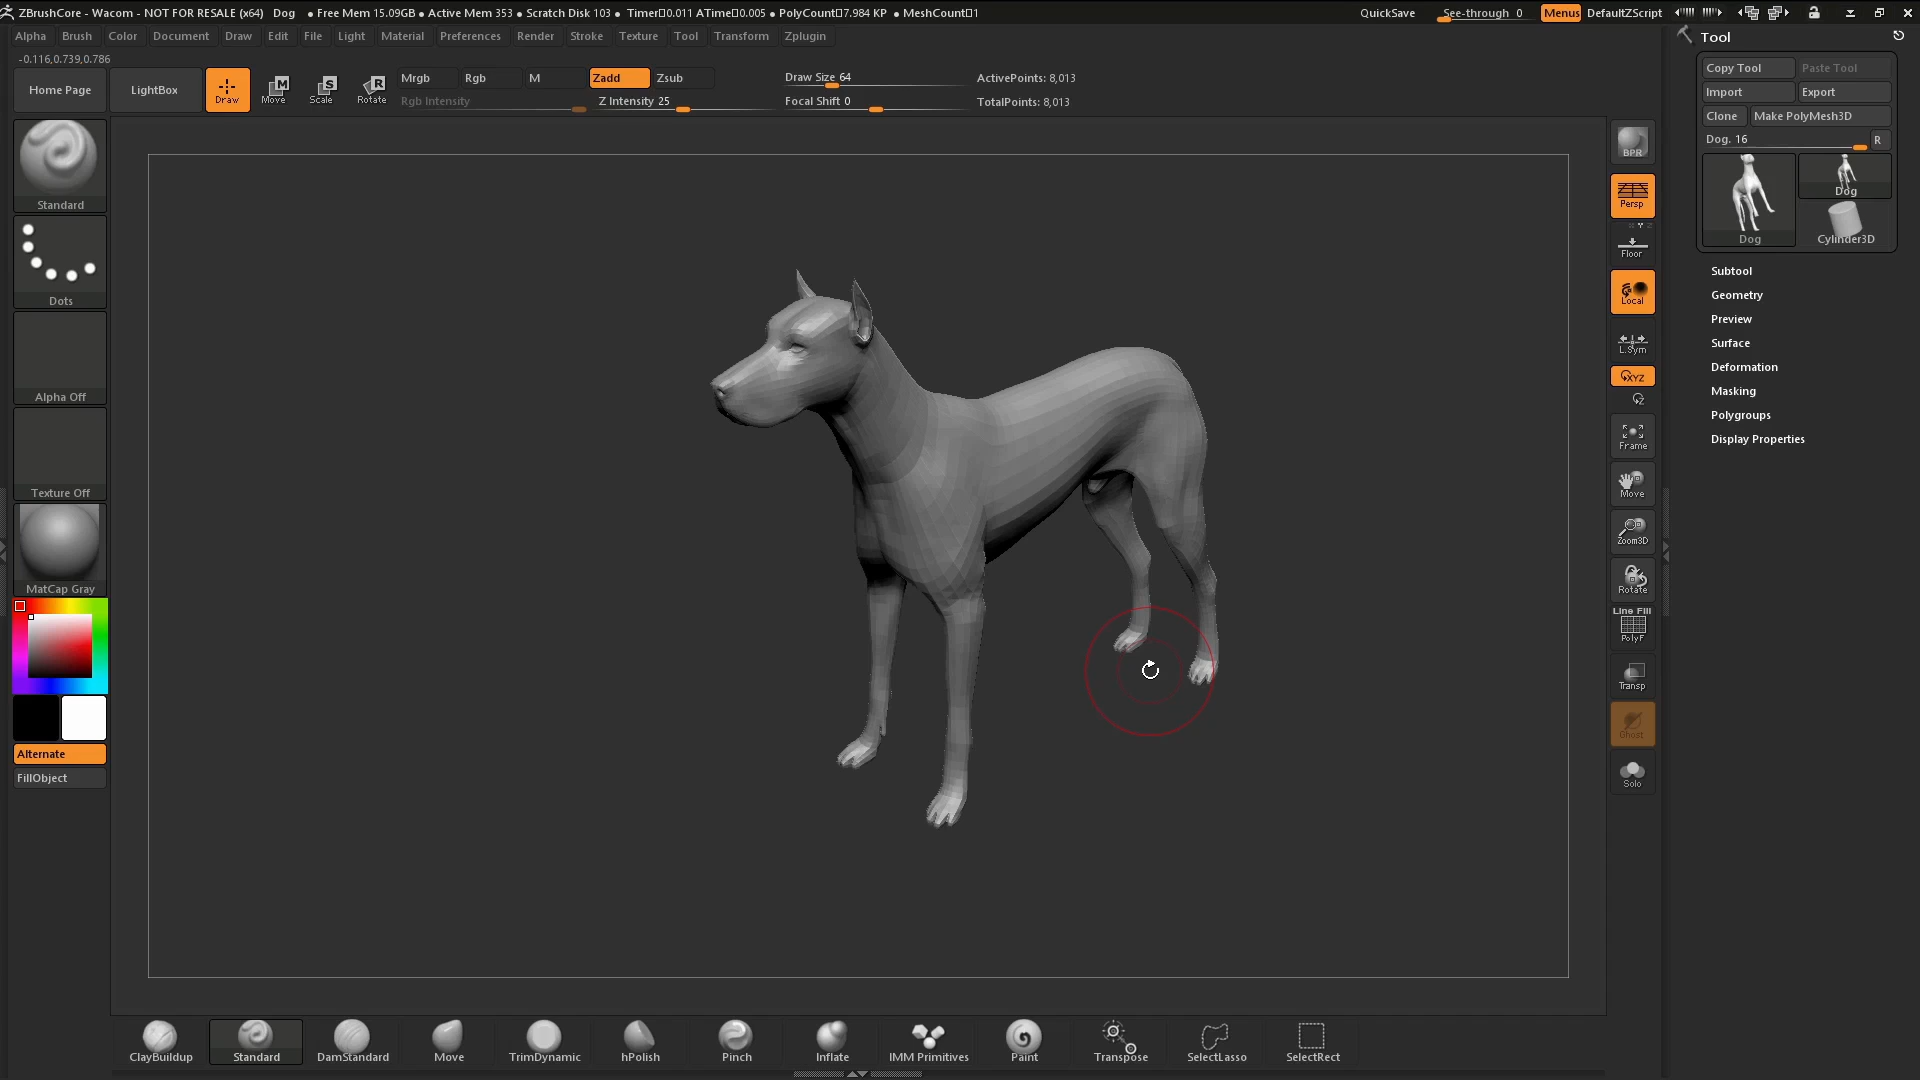 ZBrushCore - Wacom - NOT FOR RESALE (x64) Dog ● Free Mem 15.09GB ● Active Mem 353 ● Scratch Disk 103 ● Timer▯0.011 ATime▯0.005 ● PolyCount▯7.984 KP ● MeshCount▯1 QuickSave See-through 0 Menus DefaultZScript
Alpha Brush Color Document Draw Edit File Light Material Preferences Render Stroke Texture Tool Transform Zplugin
-0.116,0.739,0.786
Home Page
LightBox
Draw
Move
Scale
Rotate
M
S
R
Mrgb Rgb M Zadd Zsub
Rgb Intensity Z Intensity 25
Draw Size 64
Focal Shift 0
ActivePoints: 8,013
TotalPoints: 8,013
Standard
Dots
Alpha Off
Texture Off
MatCap Gray
Alternate
FillObject
BPR
Persp
Floor
Local
L.Sym
XYZ
Frame
Move
Zoom3D
Rotate
Line Fill
PolyF
Transp
Ghost
Solo
Tool
Copy Tool Paste Tool
Import Export
Clone Make PolyMesh3D
Dog. 16 R
Dog
Dog
Cylinder3D
Subtool
Geometry
Preview
Surface
Deformation
Masking
Polygroups
Display Properties
ClayBuildup Standard DamStandard Move TrimDynamic hPolish Pinch Inflate IMM Primitives Paint Transpose SelectLasso SelectRect